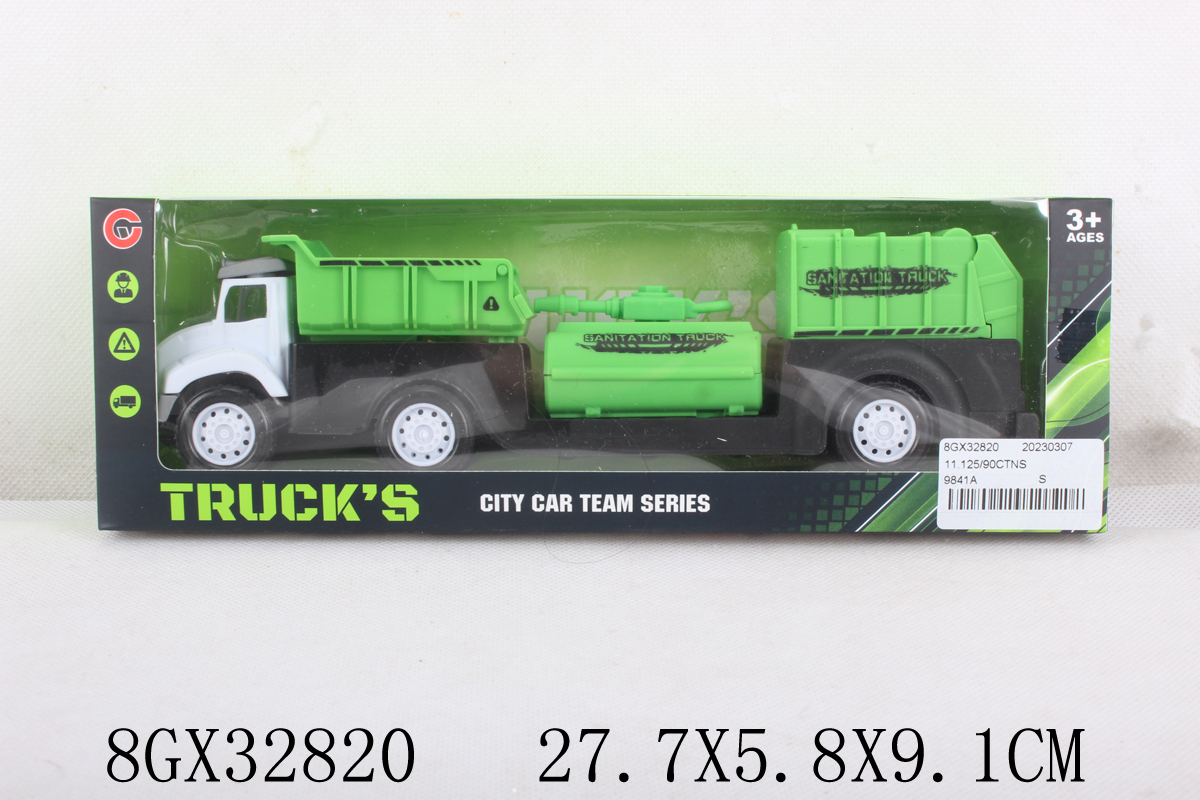 3+
AGES
SANITATION TRUCK
SANITATION TRUCK
TRUCK'S
CITY CAR TEAM SERIES
8GX32820 20230307
11.125/90CTNS
9841A S
8GX32820 27.7X5.8X9.1CM